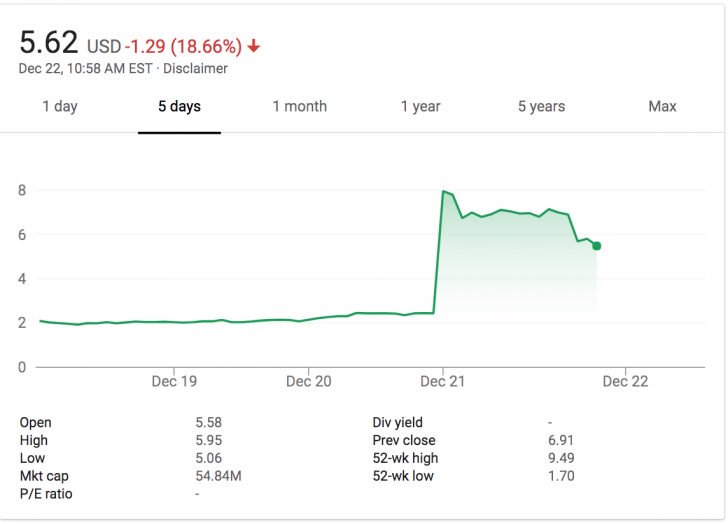 5.62 USD -1.29 (18.66%)
Dec 22, 10:58 AM EST · Disclaimer
1 day 5 days 1 month 1 year 5 years Max
8
6
4
2
0
Dec 19 Dec 20 Dec 21 Dec 22
Open 5.58 Div yield -
High 5.95 Prev close 6.91
Low 5.06 52-wk high 9.49
Mkt cap 54.84M 52-wk low 1.70
P/E ratio -